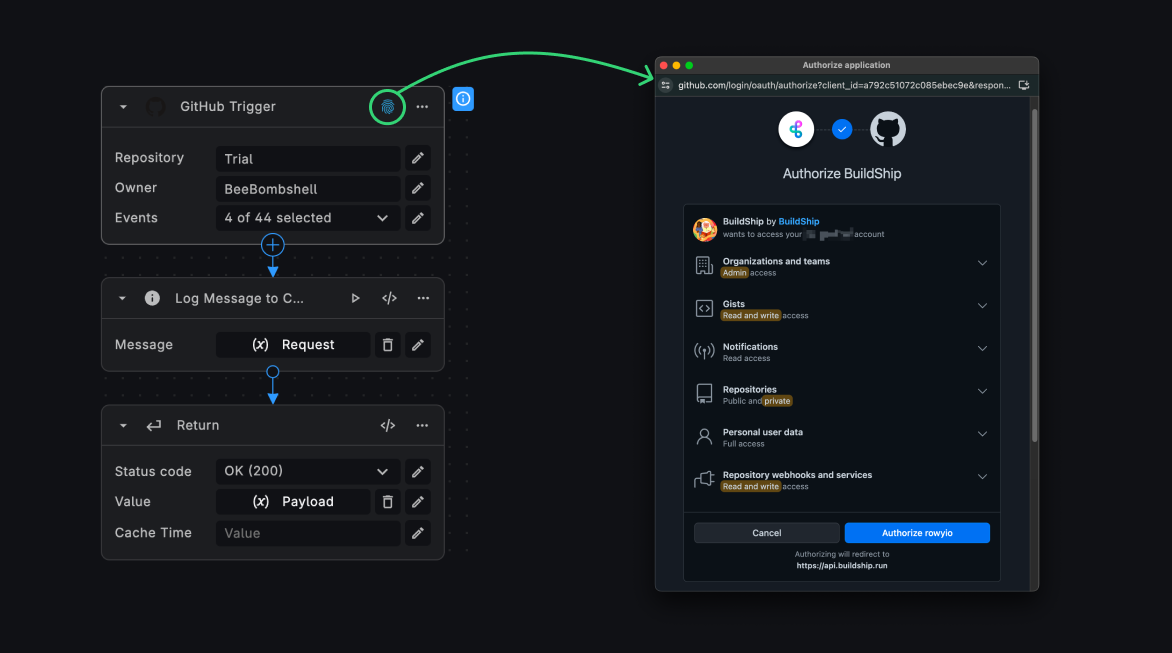 GitHub Trigger
Repository
Trial
Owner
BeeBombshell
Events
4 of 44 selected
Log Message to C...
Message
(x) Request
Return
Status code
OK (200)
Value
(x) Payload
Cache Time
Value
Authorize application
github.com/login/oauth/authorize?client_id=a792c51072c085ebec9e&respon...
Authorize BuildShip
BuildShip by BuildShip
wants to access your account
Organizations and teams
Admin access
Gists
Read and write access
Notifications
Read access
Repositories
Public and private
Personal user data
Full access
Repository webhooks and services
Read and write access
Cancel
Authorize rowyio
Authorizing will redirect to
https://api.buildship.run